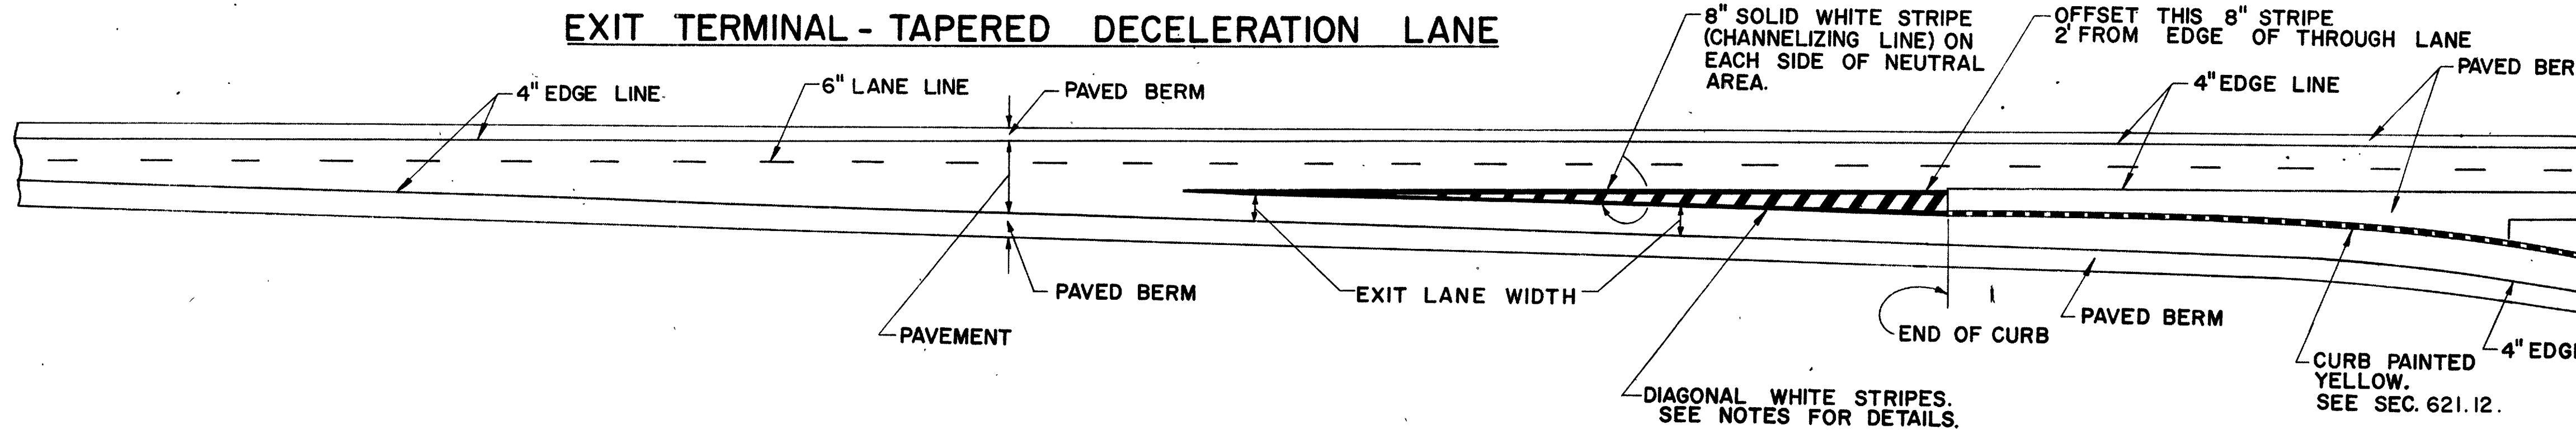 EXIT TERMINAL - TAPERED DECELERATION LANE
8" SOLID WHITE STRIPE
(CHANNELIZING LINE) ON
EACH SIDE OF NEUTRAL
AREA.
OFFSET THIS 8" STRIPE
2' FROM EDGE OF THROUGH LANE
4" EDGE LINE
6" LANE LINE
PAVED BERM
4" EDGE LINE
PAVED BER
PAVED BERM
PAVEMENT
EXIT LANE WIDTH
END OF CURB
PAVED BERM
DIAGONAL WHITE STRIPES.
SEE NOTES FOR DETAILS.
CURB PAINTED
YELLOW.
SEE SEC. 621.12.
4" EDG